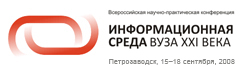 Всероссийская научно-практическая конференция
ИНФОРМАЦИОННАЯ
СРЕДА ВУЗА XXI ВЕКА
Петрозаводск, 15–18 сентября, 2008